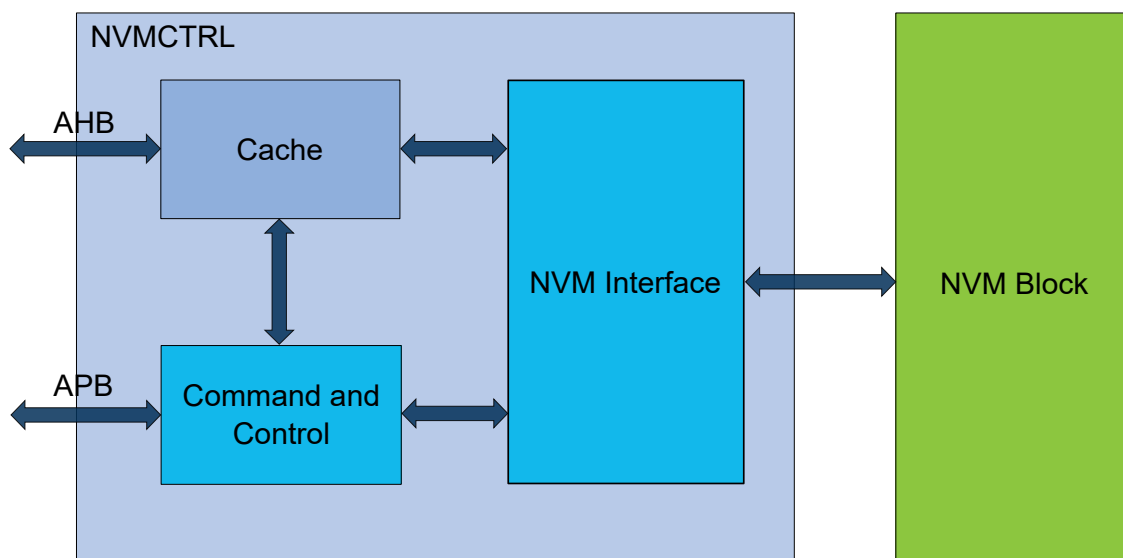 NVMCTRL
AHB
Cache
NVM Interface
NVM Block
APB
Command and
Control